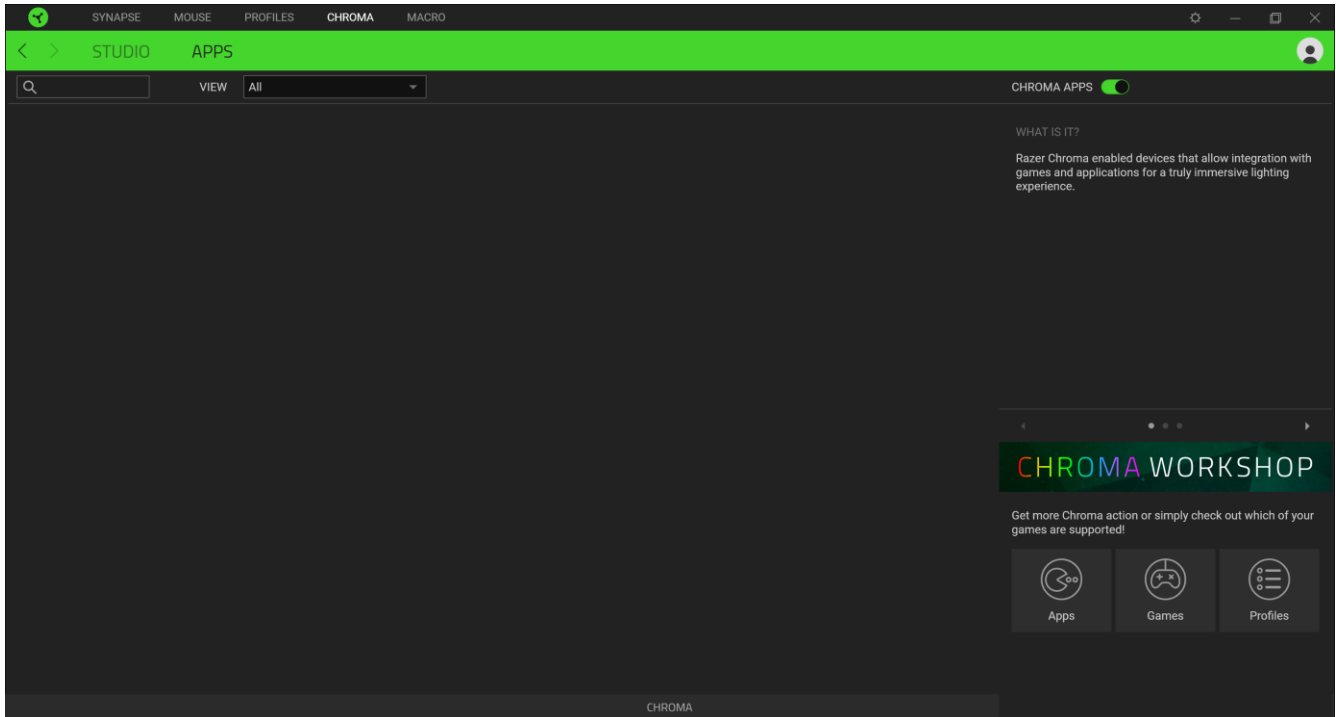 SYNAPSE MOUSE PROFILES CHROMA MACRO
STUDIO APPS
VIEW All
CHROMA APPS
WHAT IS IT?
Razer Chroma enabled devices that allow integration with
games and applications for a truly immersive lighting
experience.
CHROMA WORKSHOP
Get more Chroma action or simply check out which of your
games are supported!
Apps Games Profiles
CHROMA